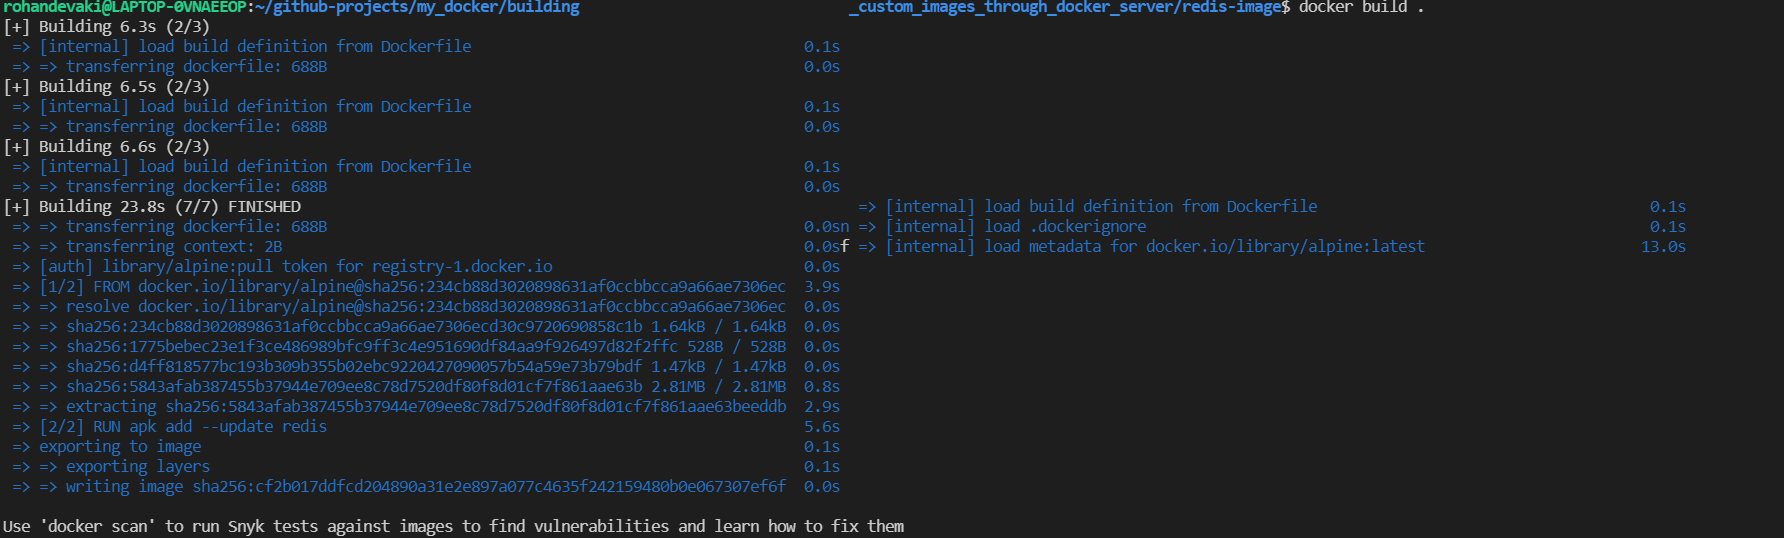 rohandevaki@LAPTOP-0VNAEEOP:~/github-projects/my_docker/building _custom_images_through_docker_server/redis-image$ docker build .
[+] Building 6.3s (2/3)
=> [internal] load build definition from Dockerfile 0.1s
=> => transferring dockerfile: 688B 0.0s
[+] Building 6.5s (2/3)
=> [internal] load build definition from Dockerfile 0.1s
=> => transferring dockerfile: 688B 0.0s
[+] Building 6.6s (2/3)
=> [internal] load build definition from Dockerfile 0.1s
=> => transferring dockerfile: 688B 0.0s
[+] Building 23.8s (7/7) FINISHED => [internal] load build definition from Dockerfile 0.1s
=> => transferring dockerfile: 688B 0.0sn => [internal] load .dockerignore 0.1s
=> => transferring context: 2B 0.0sf => [internal] load metadata for docker.io/library/alpine:latest 13.0s
=> [auth] library/alpine:pull token for registry-1.docker.io 0.0s
=> [1/2] FROM docker.io/library/alpine@sha256:234cb88d3020898631af0ccbbcca9a66ae7306ec 3.9s
=> => resolve docker.io/library/alpine@sha256:234cb88d3020898631af0ccbbcca9a66ae7306ec 0.0s
=> => sha256:234cb88d3020898631af0ccbbcca9a66ae7306ecd30c9720690858c1b 1.64kB / 1.64kB 0.0s
=> => sha256:1775bebec23e1f3ce486989bfc9ff3c4e951690df84aa9f926497d82f2ffc 528B / 528B 0.0s
=> => sha256:d4ff818577bc193b309b355b02ebc9220427090057b54a59e73b79bdf 1.47kB / 1.47kB 0.0s
=> => sha256:5843afab387455b37944e709ee8c78d7520df80f8d01cf7f861aae63b 2.81MB / 2.81MB 0.8s
=> => extracting sha256:5843afab387455b37944e709ee8c78d7520df80f8d01cf7f861aae63beeddb 2.9s
=> [2/2] RUN apk add --update redis 5.6s
=> exporting to image 0.1s
=> => exporting layers 0.1s
=> => writing image sha256:cf2b017ddfcd204890a31e2e897a077c4635f242159480b0e067307ef6f 0.0s
Use 'docker scan' to run Snyk tests against images to find vulnerabilities and learn how to fix them